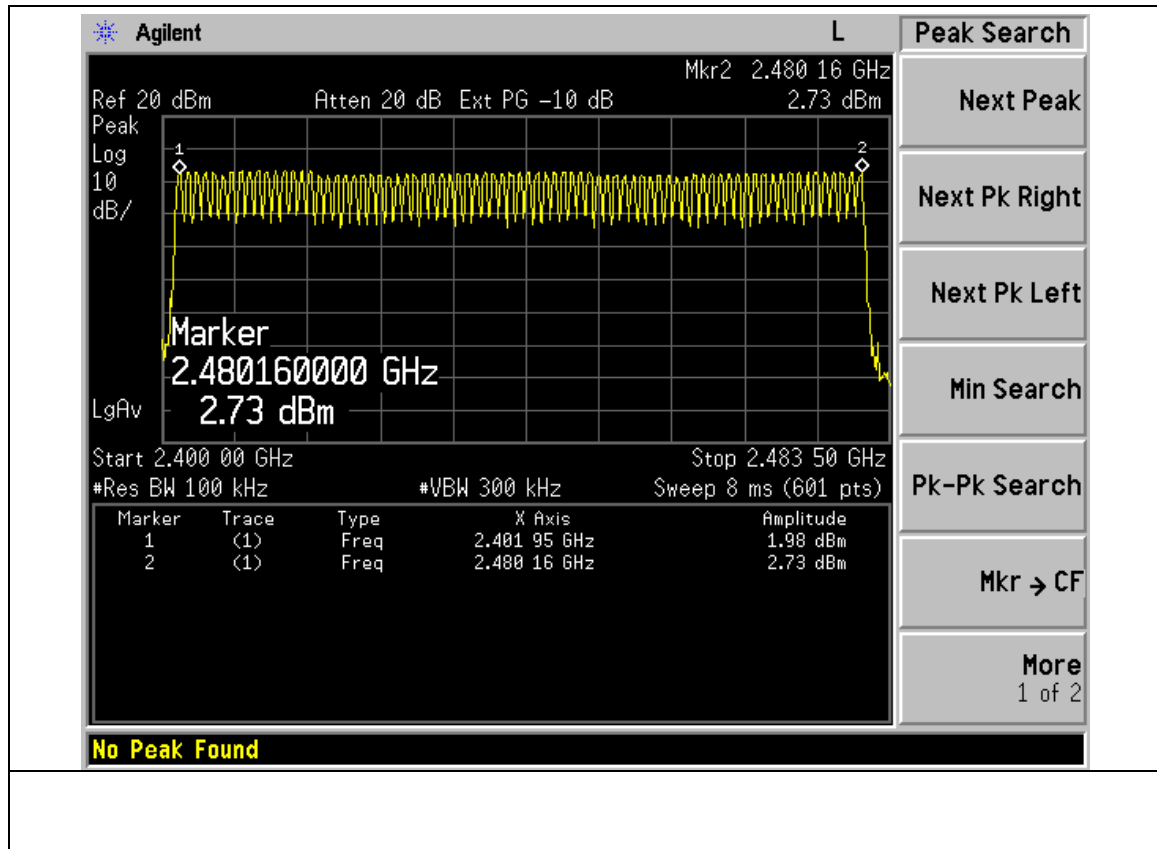 Agilent L Peak Search
Mkr2 2.480 16 GHz
Ref 20 dBm Atten 20 dB Ext PG -10 dB 2.73 dBm
Peak
Log
10
dB/
1
2
Marker
2.480160000 GHz
2.73 dBm
LgAv
Start 2.400 00 GHz Stop 2.483 50 GHz
#Res BW 100 kHz #VBW 300 kHz Sweep 8 ms (601 pts)
Marker Trace Type X Axis Amplitude
1 (1) Freq 2.401 95 GHz 1.98 dBm
2 (1) Freq 2.480 16 GHz 2.73 dBm
Next Peak
Next Pk Right
Next Pk Left
Min Search
Pk-Pk Search
Mkr → CF
More
1 of 2
No Peak Found